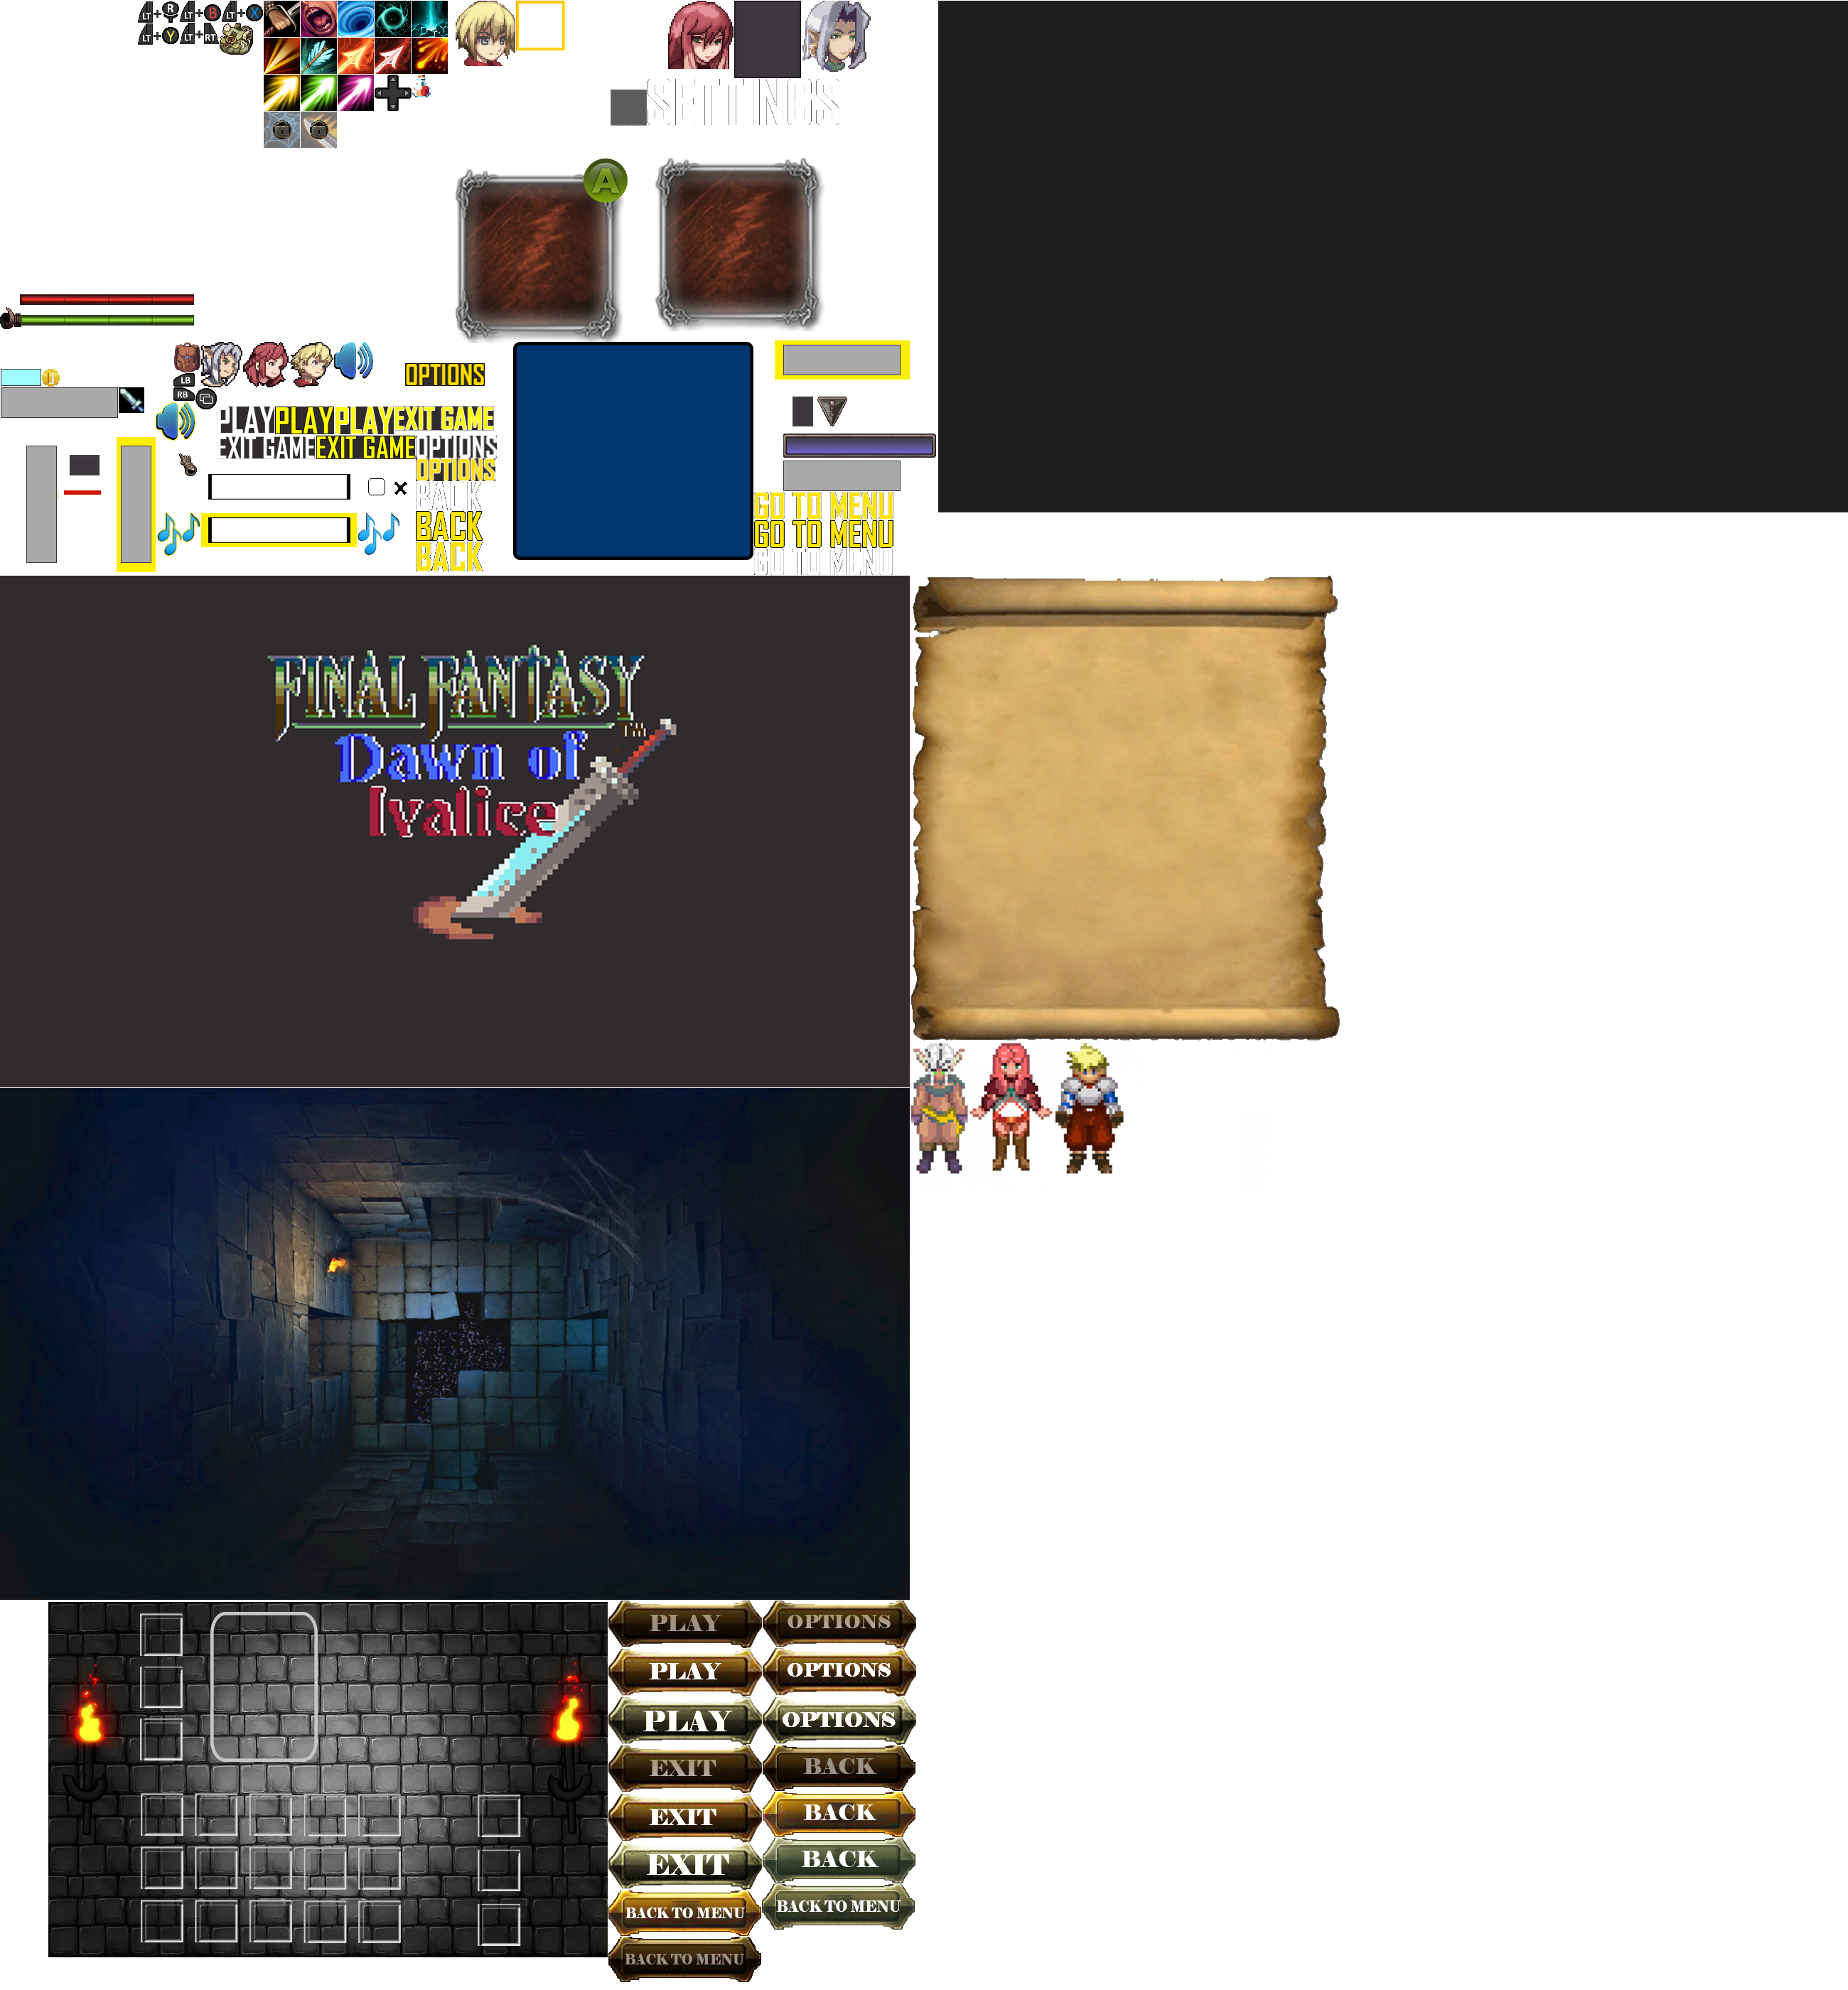 LT + R LT + B LT + X
LT + Y LT + RT
SETTINGS
A
LB
RB
OPTIONS
PLAY PLAY PLAY EXIT GAME
EXIT GAME EXIT GAME OPTIONS
OPTIONS
BACK
BACK
BACK
GO TO MENU
GO TO MENU
GO TO MENU
FINAL FANTASY
TM
Dawn of
Ivalice
PLAY OPTIONS
PLAY OPTIONS
PLAY OPTIONS
EXIT BACK
EXIT BACK
EXIT BACK
BACK TO MENU BACK TO MENU
BACK TO MENU